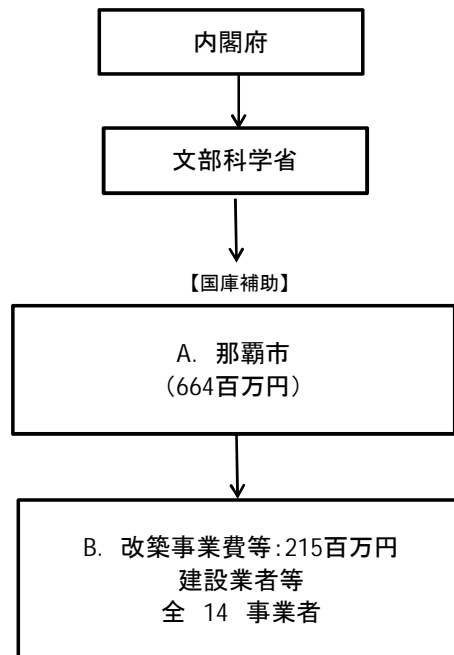 内閣府
文部科学省
【国庫補助】
A. 那覇市
(664百万円)
B. 改築事業費等:215百万円
建設業者等
全 14 事業者